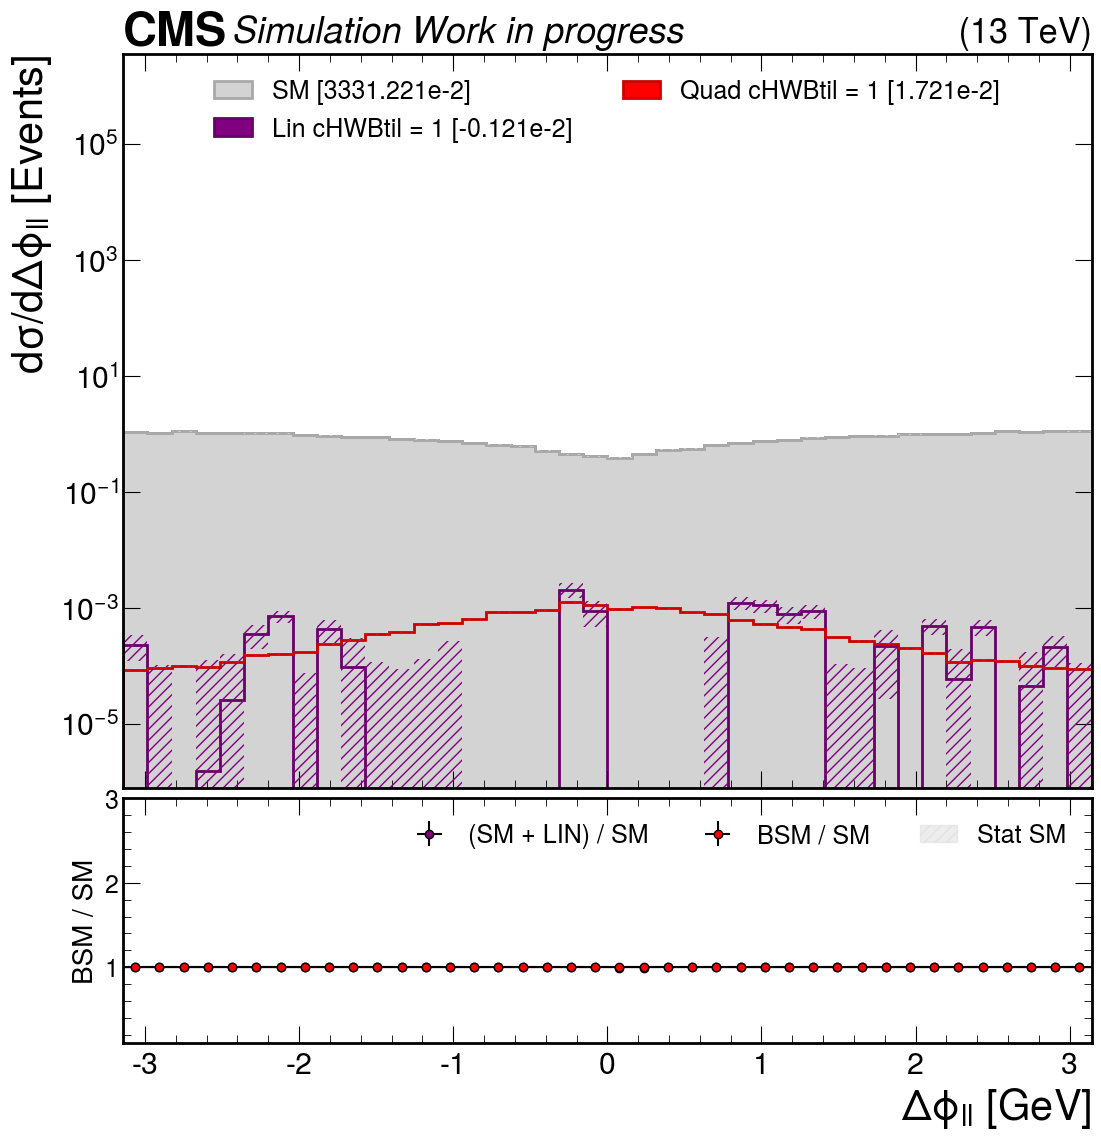 CMS Simulation Work in progress (13 TeV)
dσ/dΔϕ_ll [Events]
SM [3331.221e-2]
Quad cHWBtil = 1 [1.721e-2]
Lin cHWBtil = 1 [-0.121e-2]
10^5
10^3
10^1
10^−1
10^−3
10^−5
BSM / SM
3
2
1
(SM + LIN) / SM
BSM / SM
Stat SM
-3 -2 -1 0 1 2 3
Δϕ_ll [GeV]